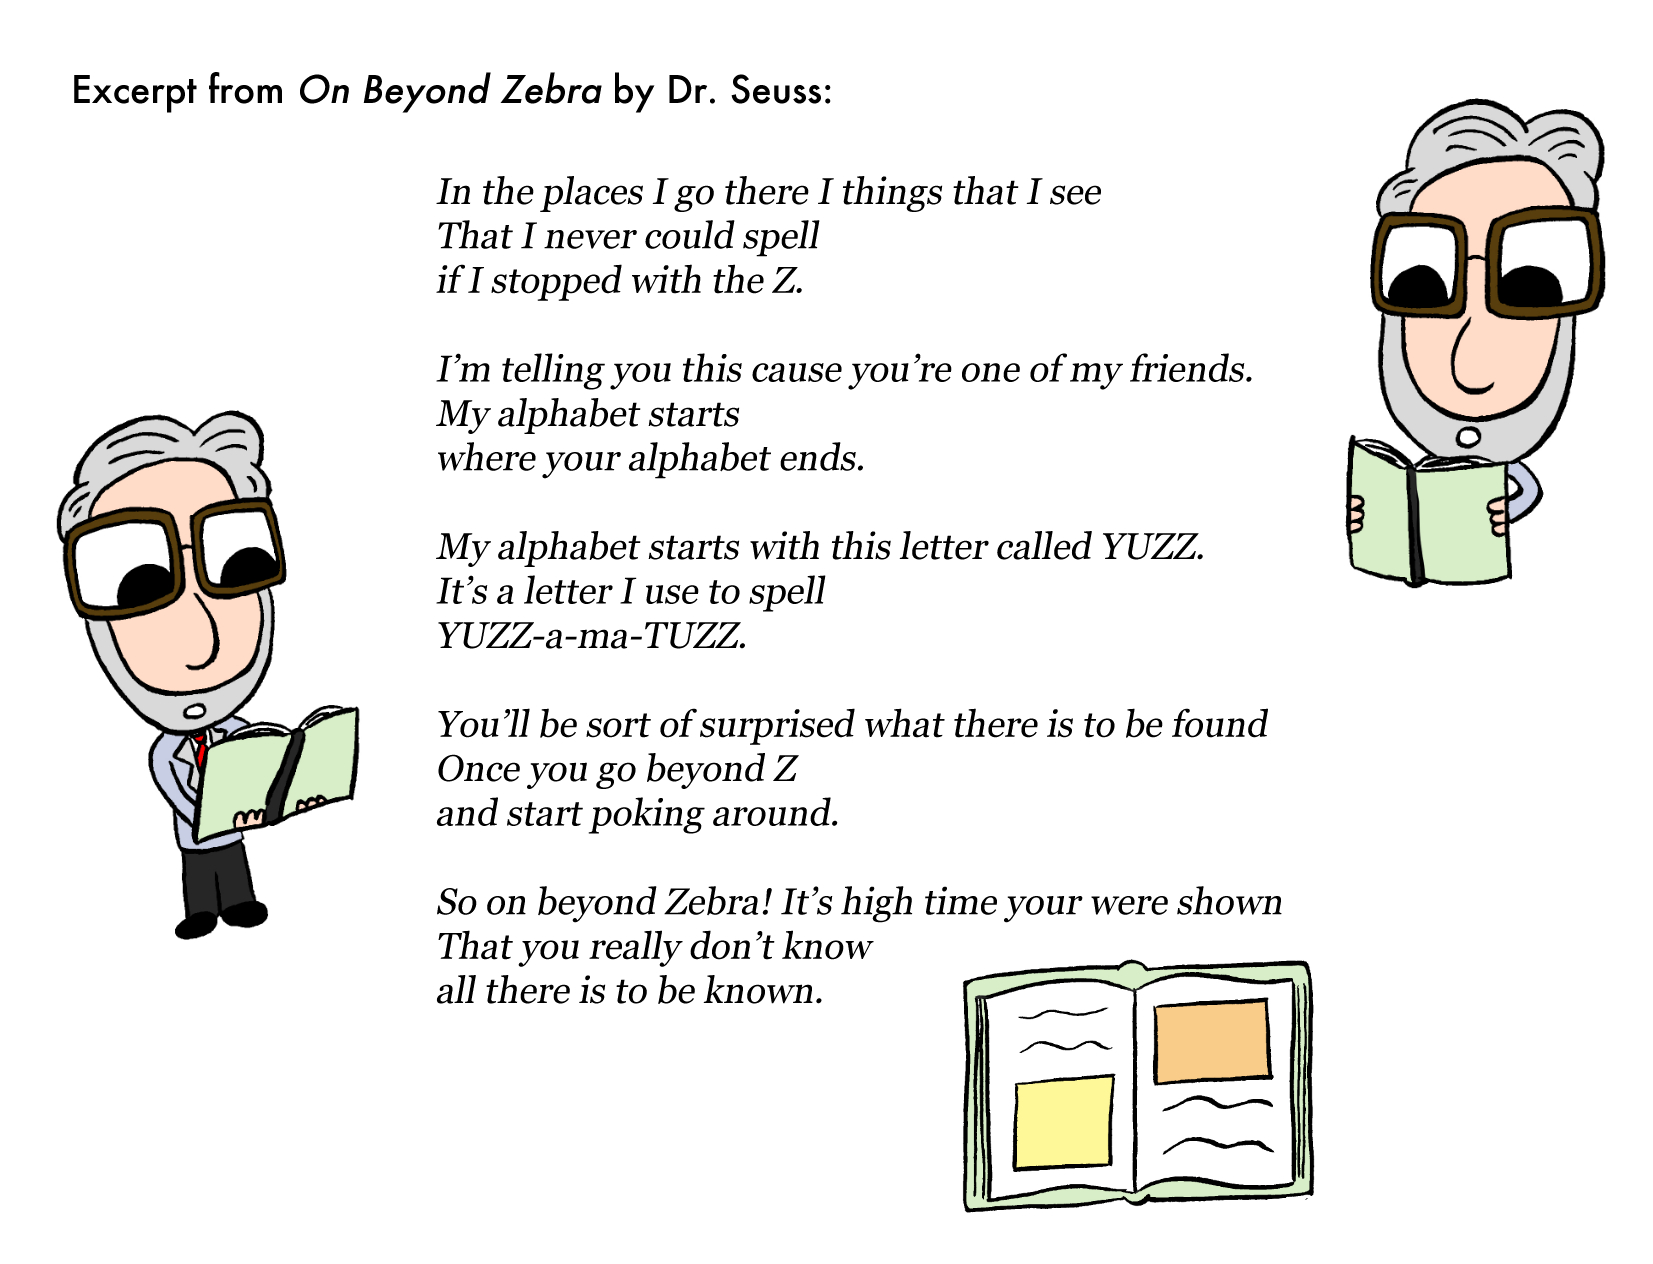 Excerpt from On Beyond Zebra by Dr. Seuss:
In the places I go there I things that I see
That I never could spell
if I stopped with the Z.
I’m telling you this cause you’re one of my friends.
My alphabet starts
where your alphabet ends.
My alphabet starts with this letter called YUZZ.
It’s a letter I use to spell
YUZZ-a-ma-TUZZ.
You’ll be sort of surprised what there is to be found
Once you go beyond Z
and start poking around.
So on beyond Zebra! It’s high time your were shown
That you really don’t know
all there is to be known.